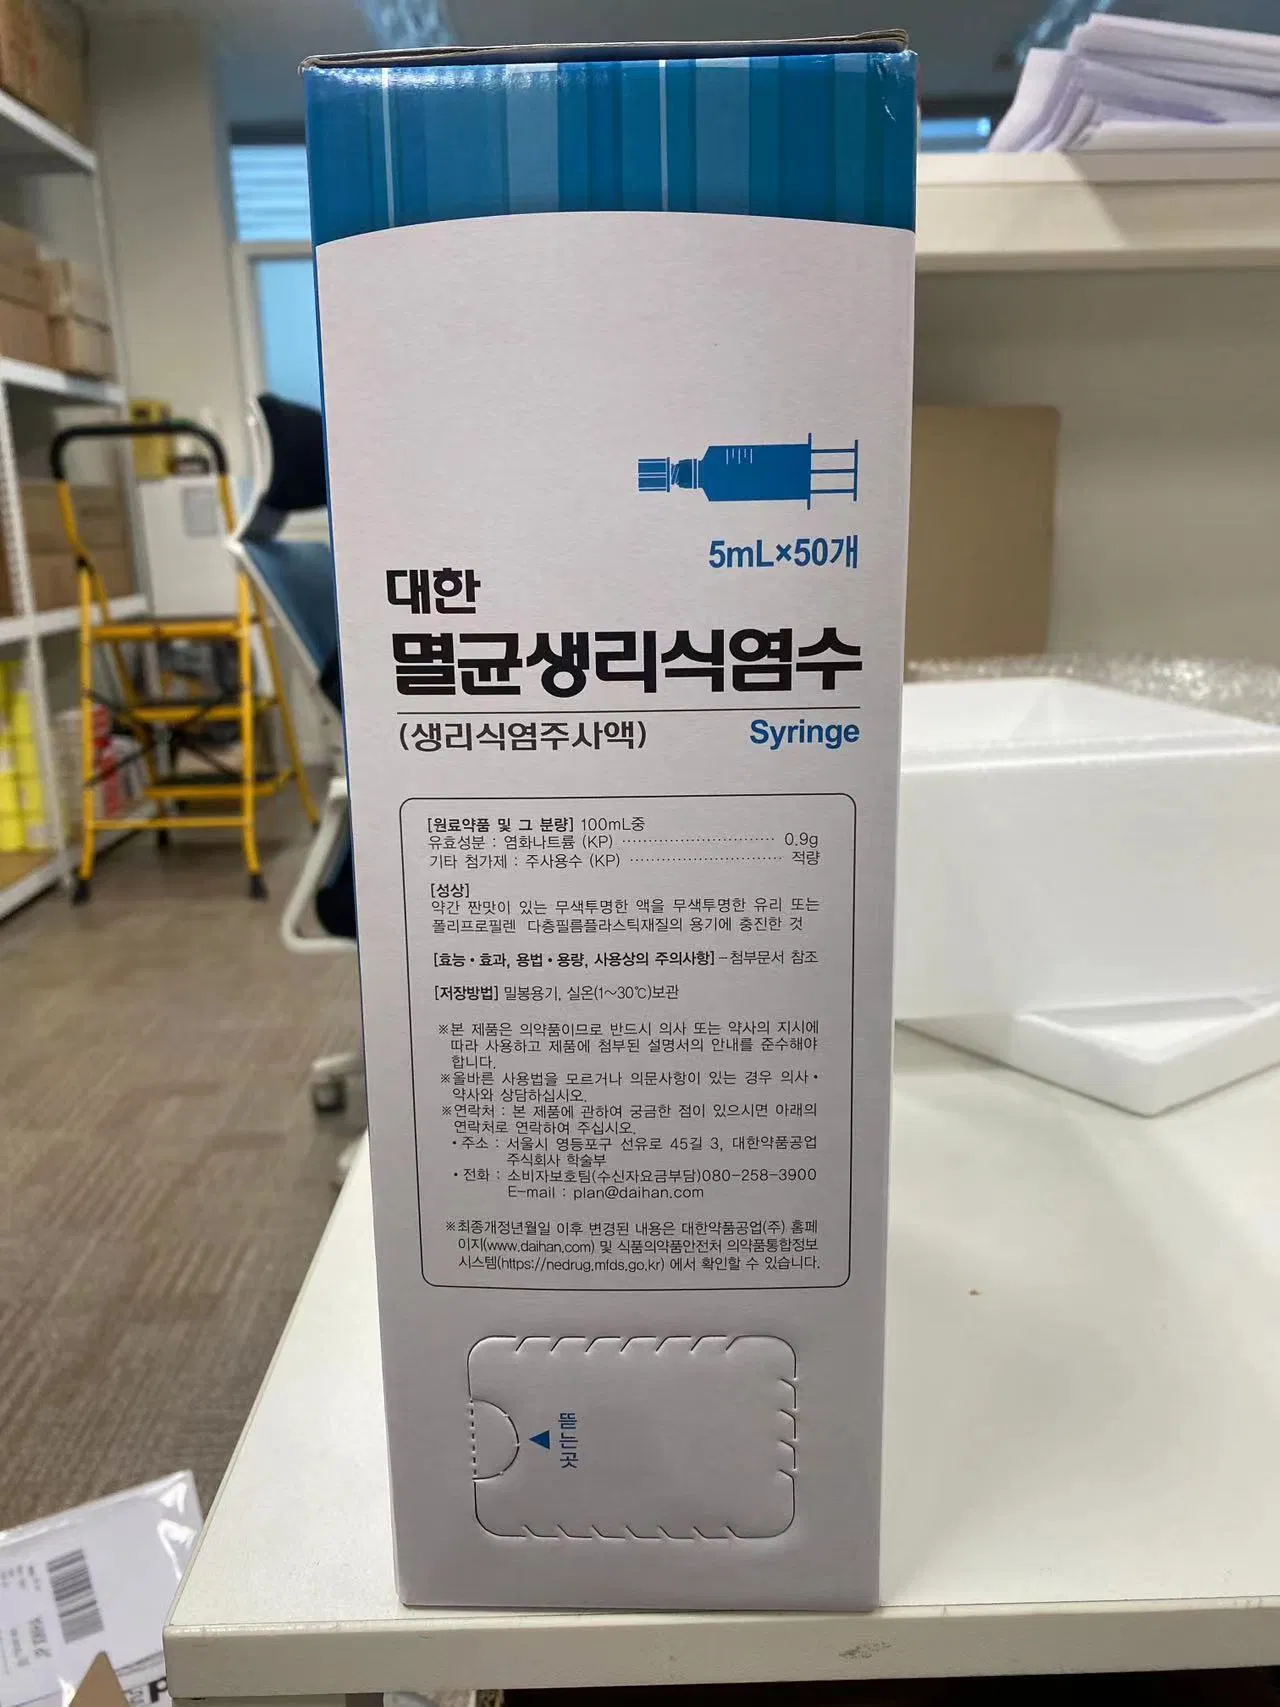 5mL×50개
대한
멸균생리식염수
(생리식염주사액) Syringe
[원료약품 및 그 분량] 100mL중
유효성분 : 염화나트륨 (KP) ···························· 0.9g
기타 첨가제 : 주사용수 (KP) ···························· 적량
[성상]
약간 짠맛이 있는 무색투명한 액을 무색투명한 유리 또는
폴리프로필렌 다층필름플라스틱재질의 용기에 충진한 것
[효능•효과, 용법•용량, 사용상의 주의사항]–첨부문서 참조
[저장방법] 밀봉용기, 실온(1~30℃)보관
※본 제품은 의약품이므로 반드시 의사 또는 약사의 지시에
따라 사용하고 제품에 첨부된 설명서의 안내를 준수해야
합니다.
※올바른 사용법을 모르거나 의문사항이 있는 경우 의사•
약사와 상담하십시오.
※연락처 : 본 제품에 관하여 궁금한 점이 있으시면 아래의
연락처로 연락하여 주십시오.
•주소 : 서울시 영등포구 선유로 45길 3, 대한약품공업
주식회사 학술부
•전화 : 소비자보호팀(수신자요금부담)080-258-3900
E-mail : plan@daihan.com
※최종개정년월일 이후 변경된 내용은 대한약품공업(주) 홈페
이지(www.daihan.com) 및 식품의약품안전처 의약품통합정보
시스템(https://nedrug.mfds.go.kr) 에서 확인할 수 있습니다.
뜯는곳